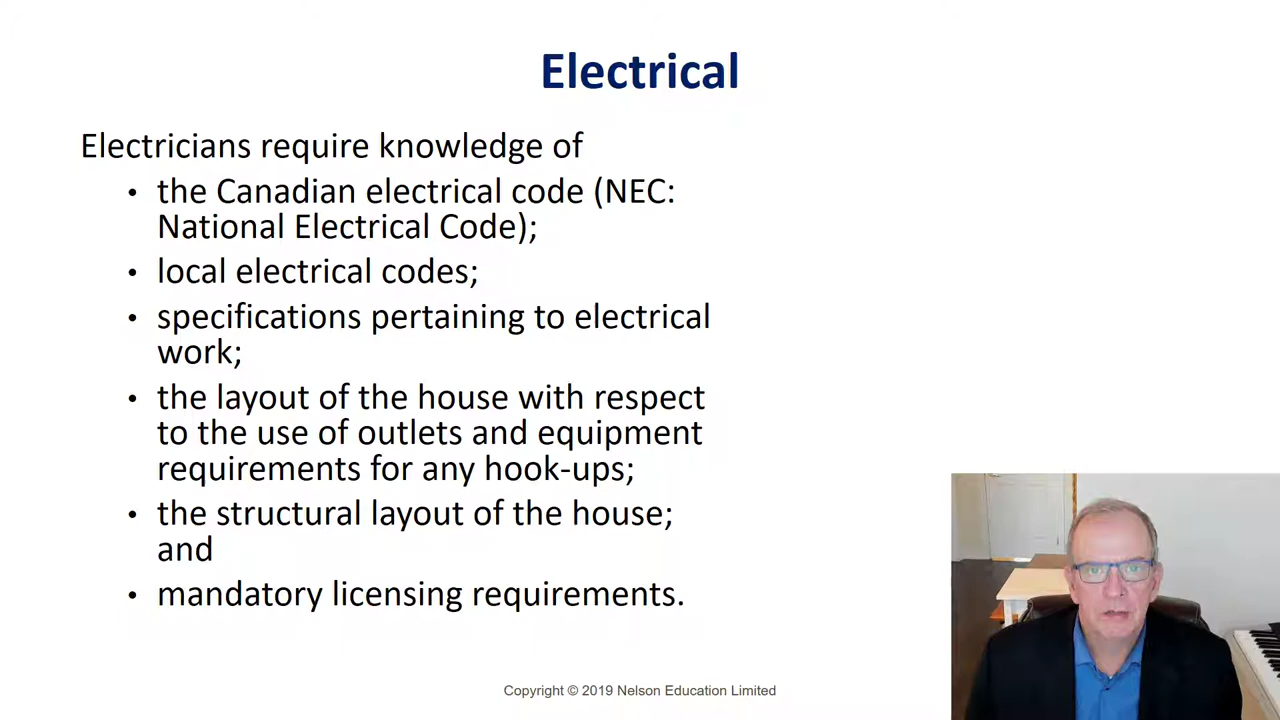 Electrical
Electricians require knowledge of
• the Canadian electrical code (NEC:
National Electrical Code);
• local electrical codes;
• specifications pertaining to electrical
work;
• the layout of the house with respect
to the use of outlets and equipment
requirements for any hook-ups;
• the structural layout of the house;
and
• mandatory licensing requirements.
Copyright © 2019 Nelson Education Limited